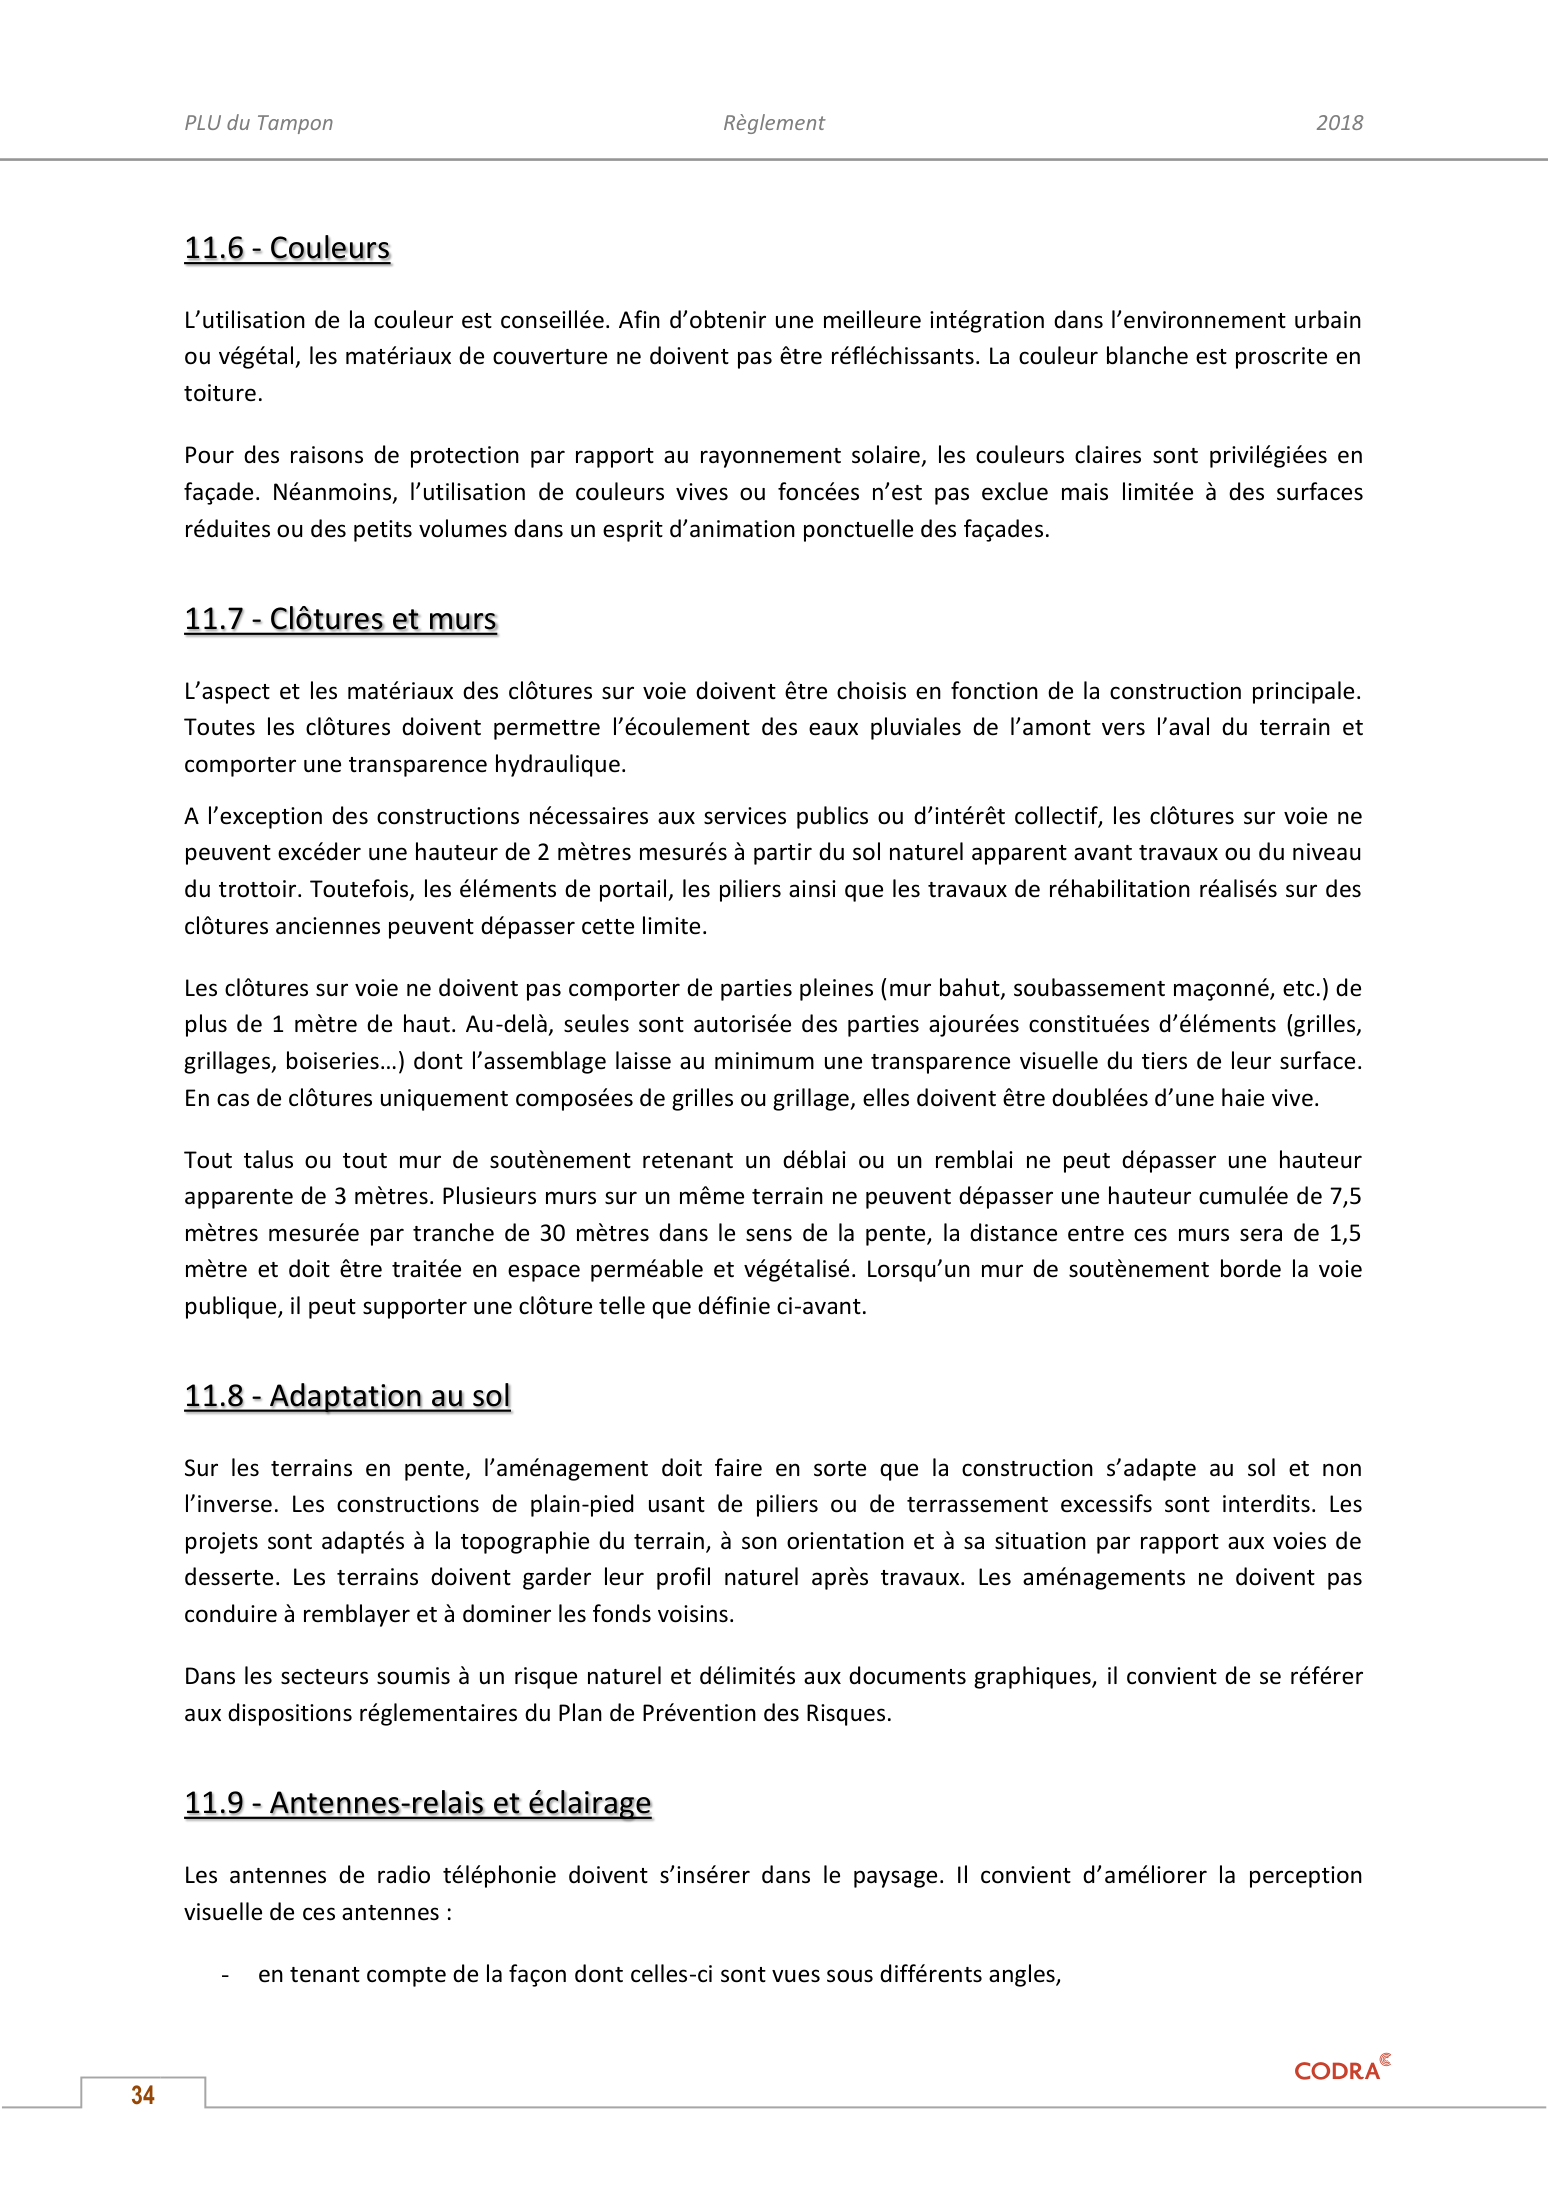 PLU du Tampon Règlement 2018
11.6 - Couleurs
L’utilisation de la couleur est conseillée. Afin d’obtenir une meilleure intégration dans l’environnement urbain
ou végétal, les matériaux de couverture ne doivent pas être réfléchissants. La couleur blanche est proscrite en
toiture.
Pour des raisons de protection par rapport au rayonnement solaire, les couleurs claires sont privilégiées en
façade. Néanmoins, l’utilisation de couleurs vives ou foncées n’est pas exclue mais limitée à des surfaces
réduites ou des petits volumes dans un esprit d’animation ponctuelle des façades.
11.7 - Clôtures et murs
L’aspect et les matériaux des clôtures sur voie doivent être choisis en fonction de la construction principale.
Toutes les clôtures doivent permettre l’écoulement des eaux pluviales de l’amont vers l’aval du terrain et
comporter une transparence hydraulique.
A l’exception des constructions nécessaires aux services publics ou d’intérêt collectif, les clôtures sur voie ne
peuvent excéder une hauteur de 2 mètres mesurés à partir du sol naturel apparent avant travaux ou du niveau
du trottoir. Toutefois, les éléments de portail, les piliers ainsi que les travaux de réhabilitation réalisés sur des
clôtures anciennes peuvent dépasser cette limite.
Les clôtures sur voie ne doivent pas comporter de parties pleines (mur bahut, soubassement maçonné, etc.) de
plus de 1 mètre de haut. Au-delà, seules sont autorisée des parties ajourées constituées d’éléments (grilles,
grillages, boiseries…) dont l’assemblage laisse au minimum une transparence visuelle du tiers de leur surface.
En cas de clôtures uniquement composées de grilles ou grillage, elles doivent être doublées d’une haie vive.
Tout talus ou tout mur de soutènement retenant un déblai ou un remblai ne peut dépasser une hauteur
apparente de 3 mètres. Plusieurs murs sur un même terrain ne peuvent dépasser une hauteur cumulée de 7,5
mètres mesurée par tranche de 30 mètres dans le sens de la pente, la distance entre ces murs sera de 1,5
mètre et doit être traitée en espace perméable et végétalisé. Lorsqu’un mur de soutènement borde la voie
publique, il peut supporter une clôture telle que définie ci-avant.
11.8 - Adaptation au sol
Sur les terrains en pente, l’aménagement doit faire en sorte que la construction s’adapte au sol et non
l’inverse. Les constructions de plain-pied usant de piliers ou de terrassement excessifs sont interdits. Les
projets sont adaptés à la topographie du terrain, à son orientation et à sa situation par rapport aux voies de
desserte. Les terrains doivent garder leur profil naturel après travaux. Les aménagements ne doivent pas
conduire à remblayer et à dominer les fonds voisins.
Dans les secteurs soumis à un risque naturel et délimités aux documents graphiques, il convient de se référer
aux dispositions réglementaires du Plan de Prévention des Risques.
11.9 - Antennes-relais et éclairage
Les antennes de radio téléphonie doivent s’insérer dans le paysage. Il convient d’améliorer la perception
visuelle de ces antennes :
- en tenant compte de la façon dont celles-ci sont vues sous différents angles,
CODRA
34